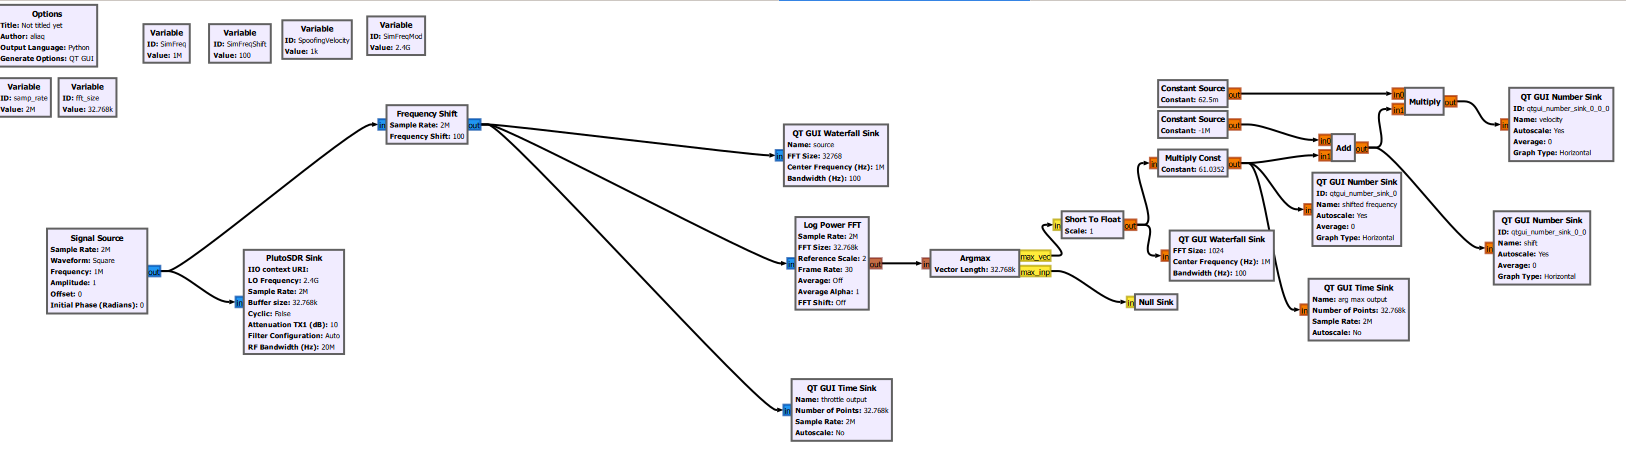 Options
Title: Not titled yet
Author: aliaq
Output Language: Python
Generate Options: QT GUI
Variable
ID: SimFreq
Value: 1M
Variable
ID: SimFreqShift
Value: 100
Variable
ID: SpoofingVelocity
Value: 1k
Variable
ID: SimFreqMod
Value: 2.4G
Variable
ID: samp_rate
Value: 2M
Variable
ID: fft_size
Value: 32.768k
Signal Source
Sample Rate: 2M
Waveform: Square
Frequency: 1M
Amplitude: 1
Offset: 0
Initial Phase (Radians): 0
out
in
PlutoSDR Sink
IIO context URI:
LO Frequency: 2.4G
Sample Rate: 2M
Buffer size: 32.768k
Cyclic: False
Attenuation TX1 (dB): 10
Filter Configuration: Auto
RF Bandwidth (Hz): 20M
in
Frequency Shift
Sample Rate: 2M
Frequency Shift: 100
out
in
QT GUI Waterfall Sink
Name: source
FFT Size: 32768
Center Frequency (Hz): 1M
Bandwidth (Hz): 100
in
Log Power FFT
Sample Rate: 2M
FFT Size: 32.768k
Reference Scale: 2
Frame Rate: 30
Average: Off
Average Alpha: 1
FFT Shift: Off
out
in
QT GUI Time Sink
Name: throttle output
Number of Points: 32.768k
Sample Rate: 2M
Autoscale: No
in
Argmax
Vector Length: 32.768k
max_vec
max_inp
in
Null Sink
in
Short To Float
Scale: 1
out
in
Multiply Const
Constant: 61.0352
out
in
QT GUI Waterfall Sink
FFT Size: 1024
Center Frequency (Hz): 1M
Bandwidth (Hz): 100
Constant Source
Constant: 62.5m
out
Constant Source
Constant: -1M
out
in0
in1
Add
out
in0
in1
Multiply
out
in
QT GUI Number Sink
ID: qtgui_number_sink_0_0_0
Name: velocity
Autoscale: Yes
Average: 0
Graph Type: Horizontal
in
QT GUI Number Sink
ID: qtgui_number_sink_0
Name: shifted frequency
Autoscale: Yes
Average: 0
Graph Type: Horizontal
in
QT GUI Number Sink
ID: qtgui_number_sink_0_0
Name: shift
Autoscale: Yes
Average: 0
Graph Type: Horizontal
in
QT GUI Time Sink
Name: arg max output
Number of Points: 32.768k
Sample Rate: 2M
Autoscale: No